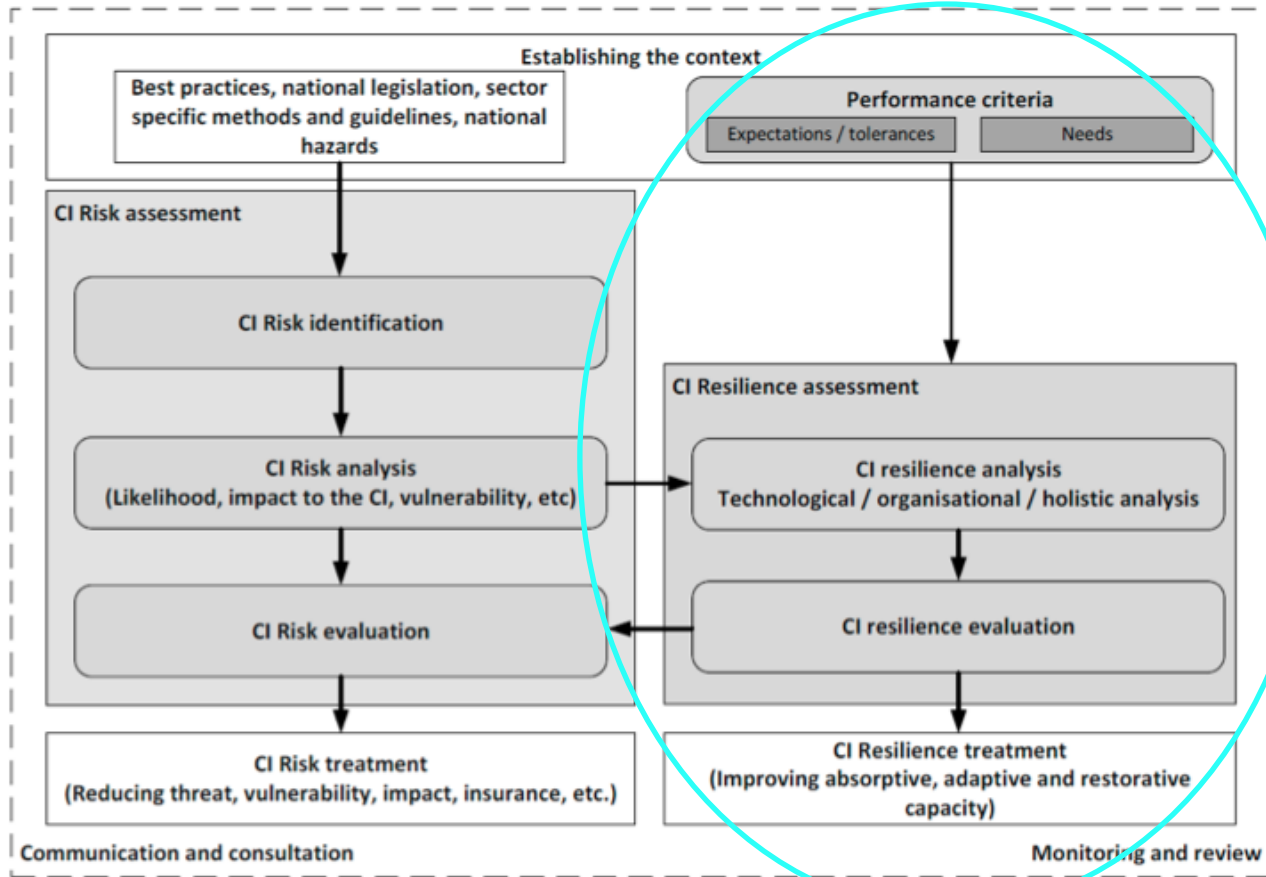 Establishing the context
Best practices, national legislation, sector
specific methods and guidelines, national
hazards
Performance criteria
Expectations / tolerances
Needs
CI Risk assessment
CI Risk identification
CI Risk analysis
(Likelihood, impact to the CI, vulnerability, etc)
CI Risk evaluation
CI Resilience assessment
CI resilience analysis
Technological / organisational / holistic analysis
CI resilience evaluation
CI Risk treatment
(Reducing threat, vulnerability, impact, insurance, etc.)
CI Resilience treatment
(Improving absorptive, adaptive and restorative
capacity)
Communication and consultation
Monitoring and review